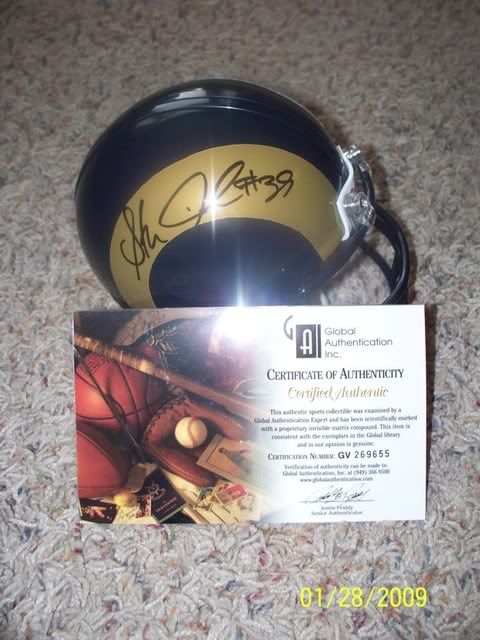 #39
GAI
Global
Authentication
Inc.
CERTIFICATE OF AUTHENTICITY
Certified Authentic
This authentic sports collectible was examined by a
Global Authentication Expert and has been scientifically marked
with a proprietary invisible matrix compound. This item is
consistent with the exemplars in the Global library
and in our opinion is genuine.
CERTIFICATION NUMBER: GV 269655
Verification of authenticity can be made to:
Global Authentication, Inc at (949) 366-9500
www.globalauthentication.com
Justin Priddy
Senior Authenticator
01/28/2009